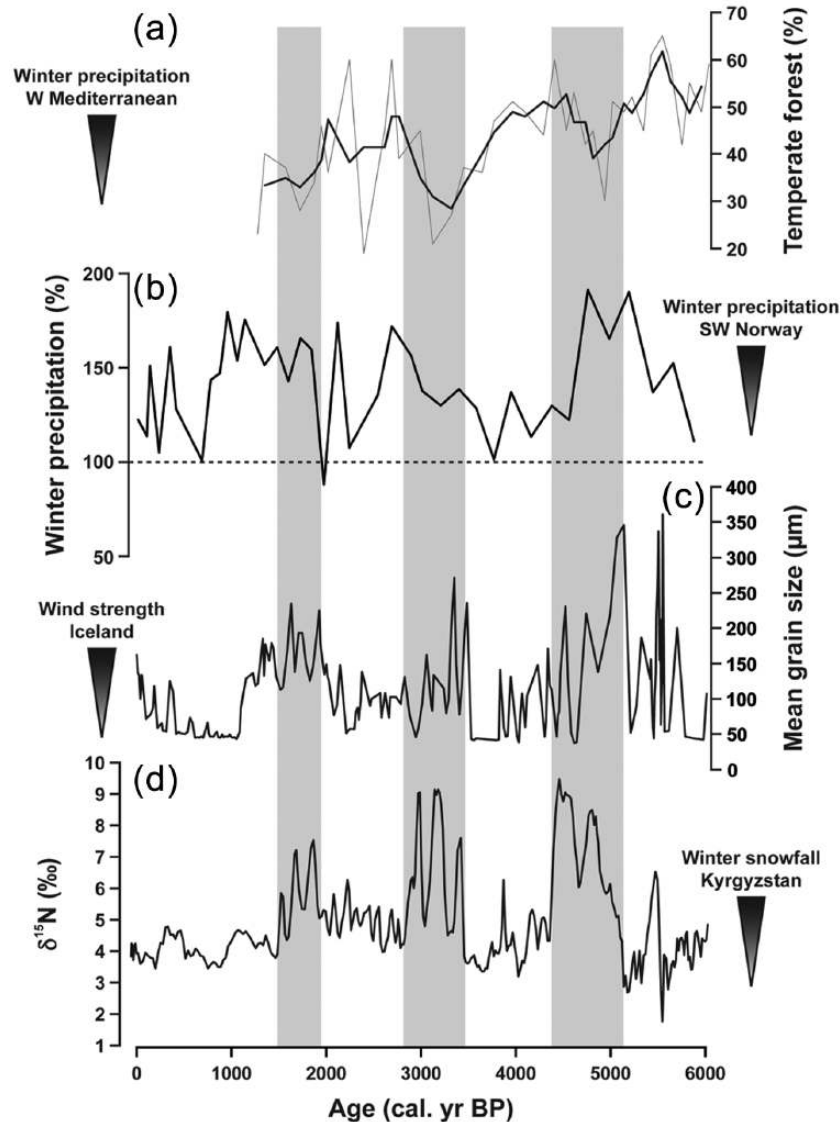 (a)
Winter precipitation
W Mediterranean
70
60
50
40
30
20
Temperate forest (%)
(b)
200
150
100
50
Winter precipitation (%)
Winter precipitation
SW Norway
(c)
400
350
300
250
200
150
100
50
0
Mean grain size (µm)
Wind strength
Iceland
(d)
10
9
8
7
6
5
4
3
2
1
δ¹⁵N (‰)
Winter snowfall
Kyrgyzstan
0 1000 2000 3000 4000 5000 6000
Age (cal. yr BP)